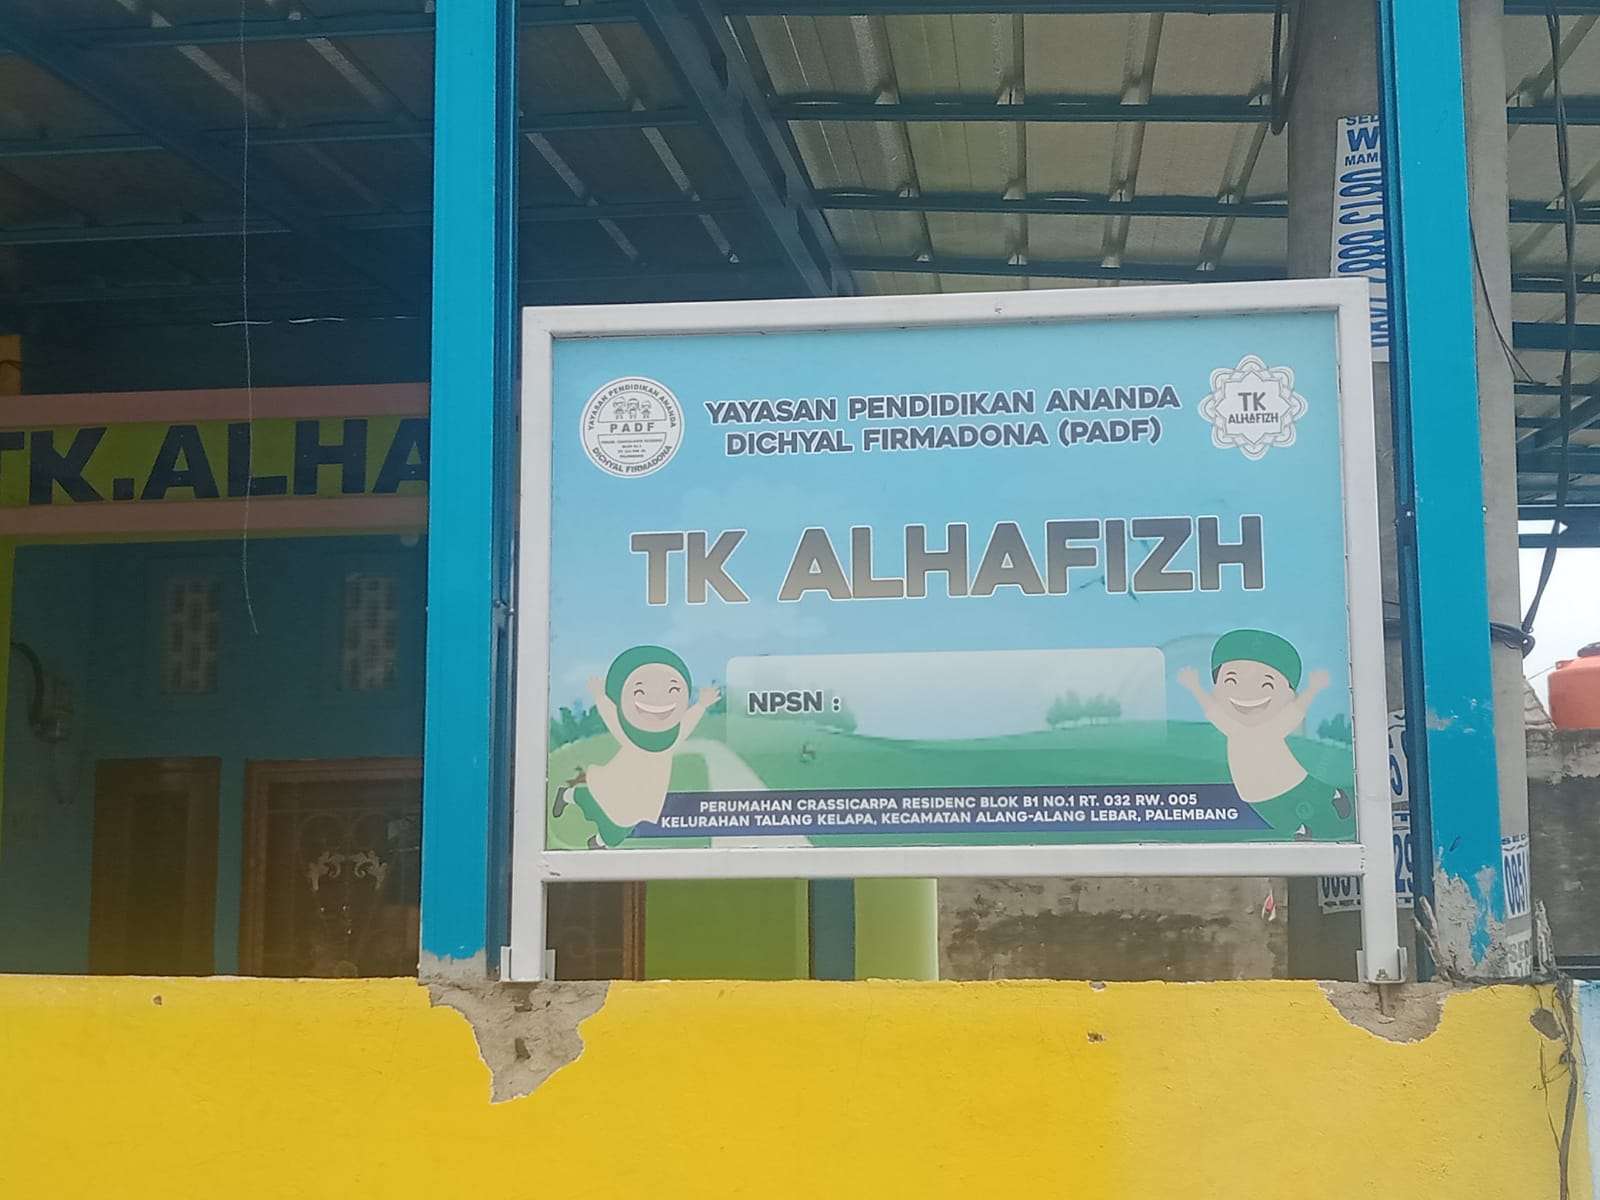 TK.ALHA
YAYASAN PENDIDIKAN ANANDA
PADF
DICHYAL FIRMADONA
YAYASAN PENDIDIKAN ANANDA
DICHYAL FIRMADONA (PADF)
TK
ALHAFIZH
TK ALHAFIZH
NPSN :
PERUMAHAN CRASSICARPA RESIDENC BLOK B1 NO.1 RT. 032 RW. 005
KELURAHAN TALANG KELAPA, KECAMATAN ALANG-ALANG LEBAR, PALEMBANG
0851